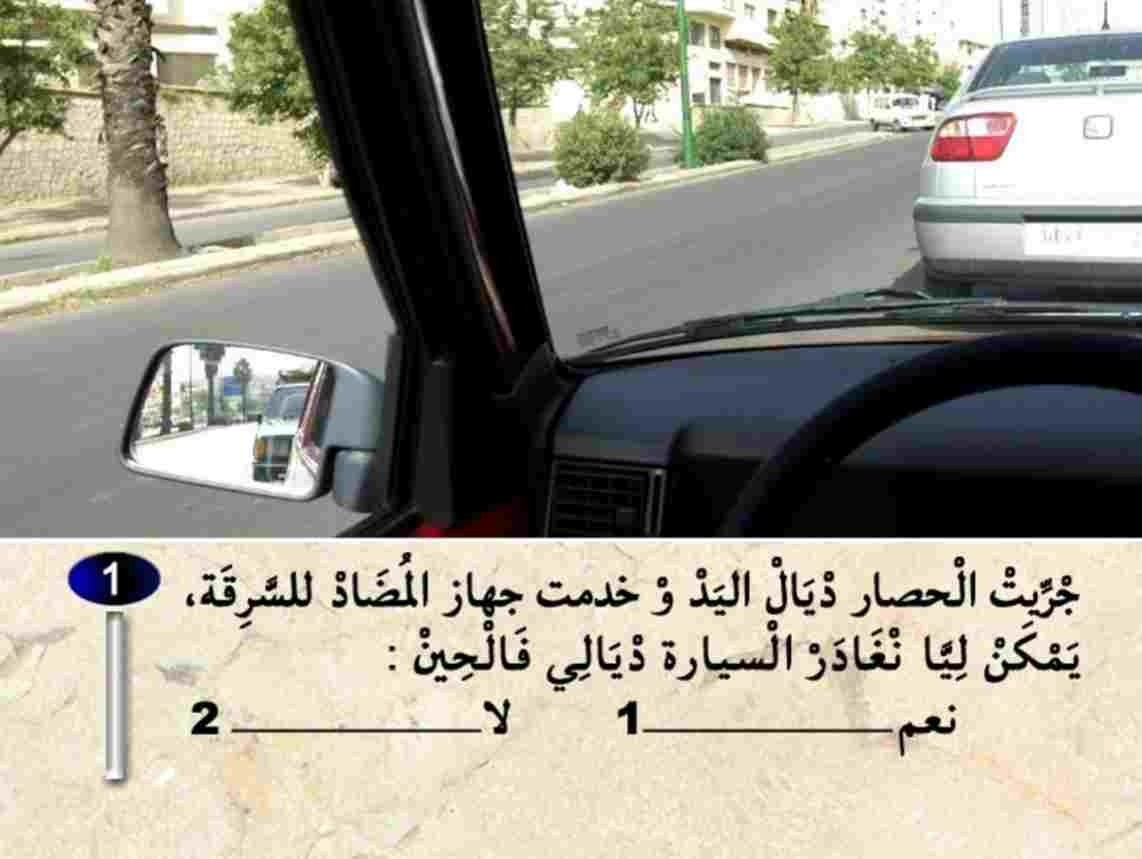 1
جْرِّيتْ الْحصار دْيَالْ اليَدْ وْ خدمت جهاز المُضَادْ للسَّرِقَة،
يَمْكَنْ لِيَّا نْغَادَرْ الْسيارة دْيَالِي فَالْحِينْ :
نعم 1 لا 2